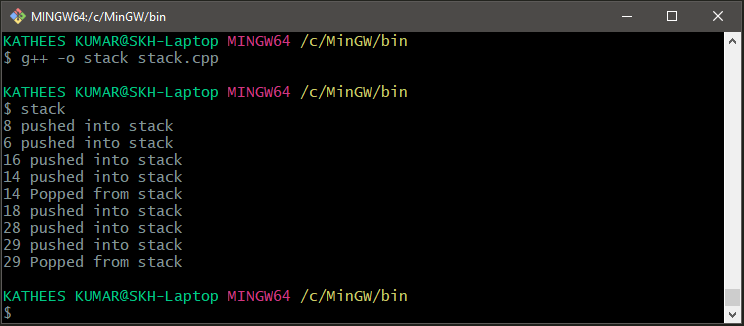 MINGW64:/c/MinGW/bin
KATHEES KUMAR@SKH-Laptop MINGW64 /c/MinGW/bin
$ g++ -o stack stack.cpp
KATHEES KUMAR@SKH-Laptop MINGW64 /c/MinGW/bin
$ stack
8 pushed into stack
6 pushed into stack
16 pushed into stack
14 pushed into stack
14 Popped from stack
18 pushed into stack
28 pushed into stack
29 pushed into stack
29 Popped from stack
KATHEES KUMAR@SKH-Laptop MINGW64 /c/MinGW/bin
$